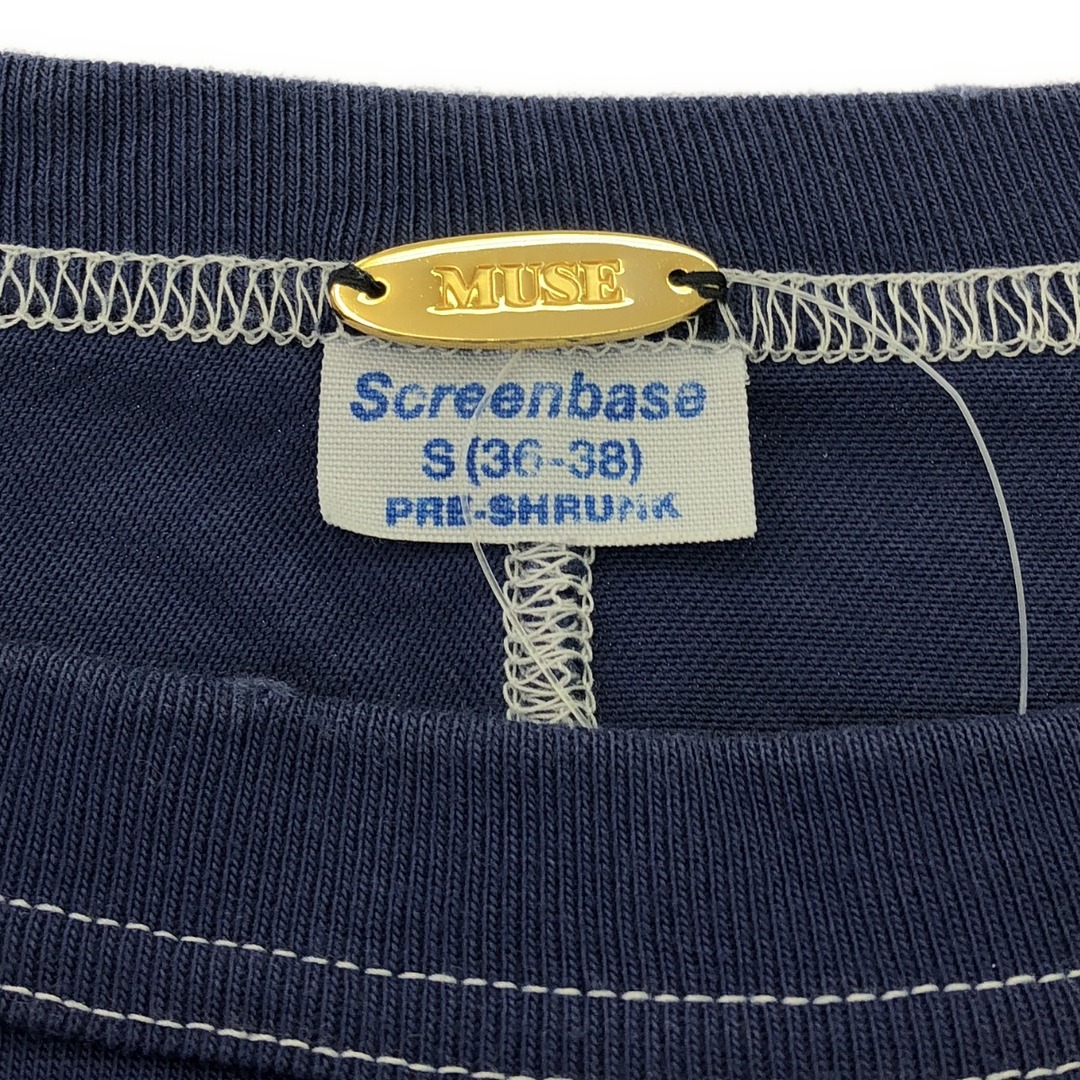 MUSE
Screenbase
S (36-38)
PRE-SHRUNK